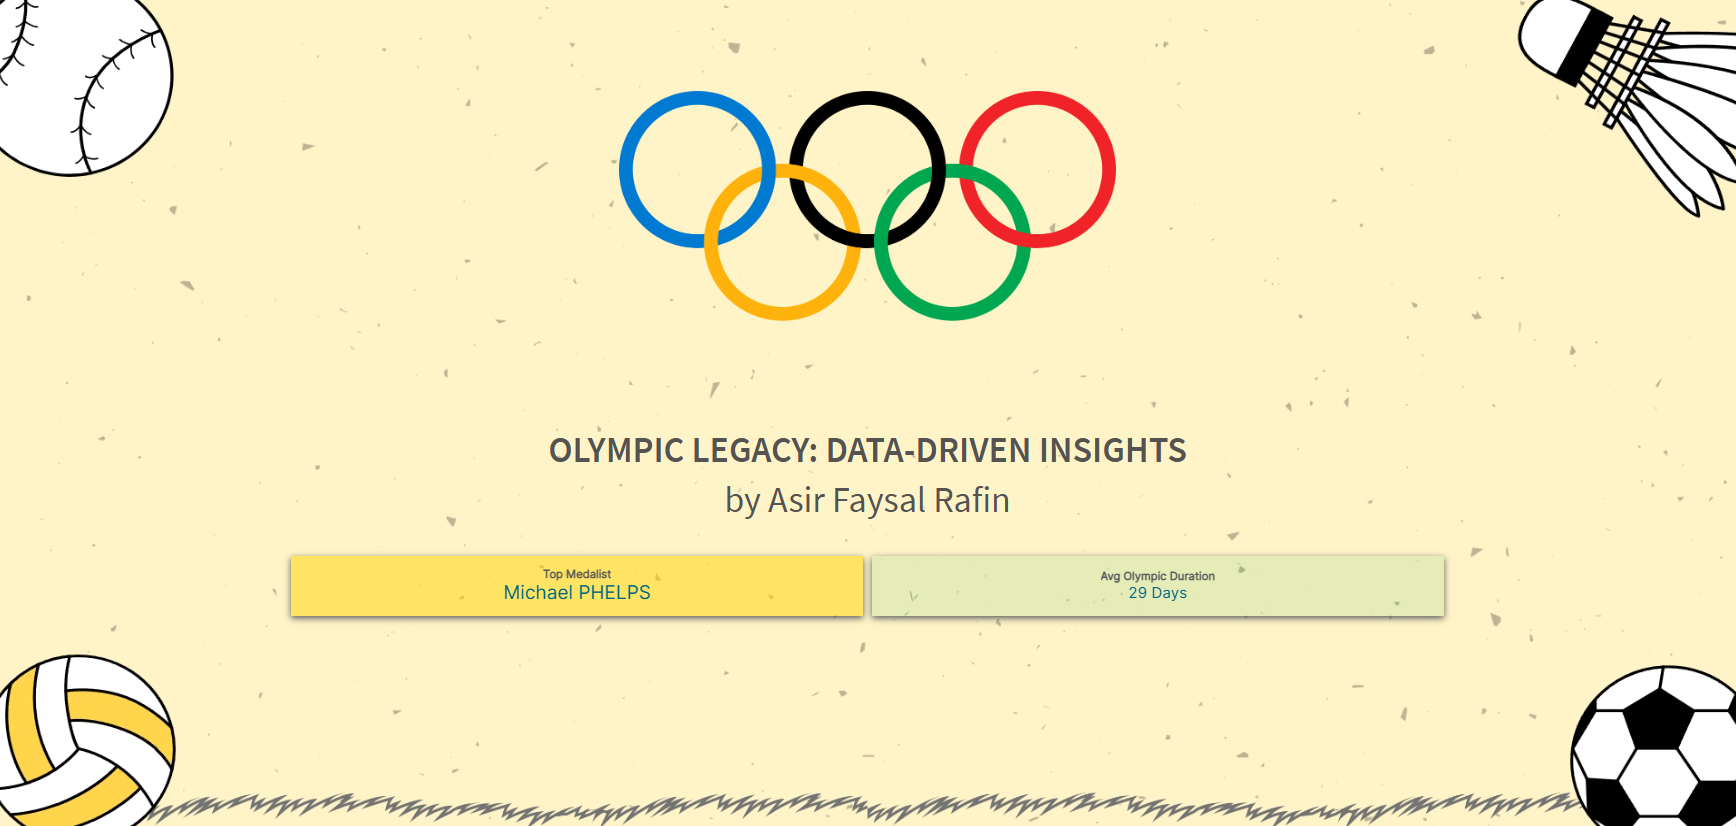 OLYMPIC LEGACY: DATA-DRIVEN INSIGHTS
by Asir Faysal Rafin
Top Medalist
Michael PHELPS
Avg Olympic Duration
29 Days